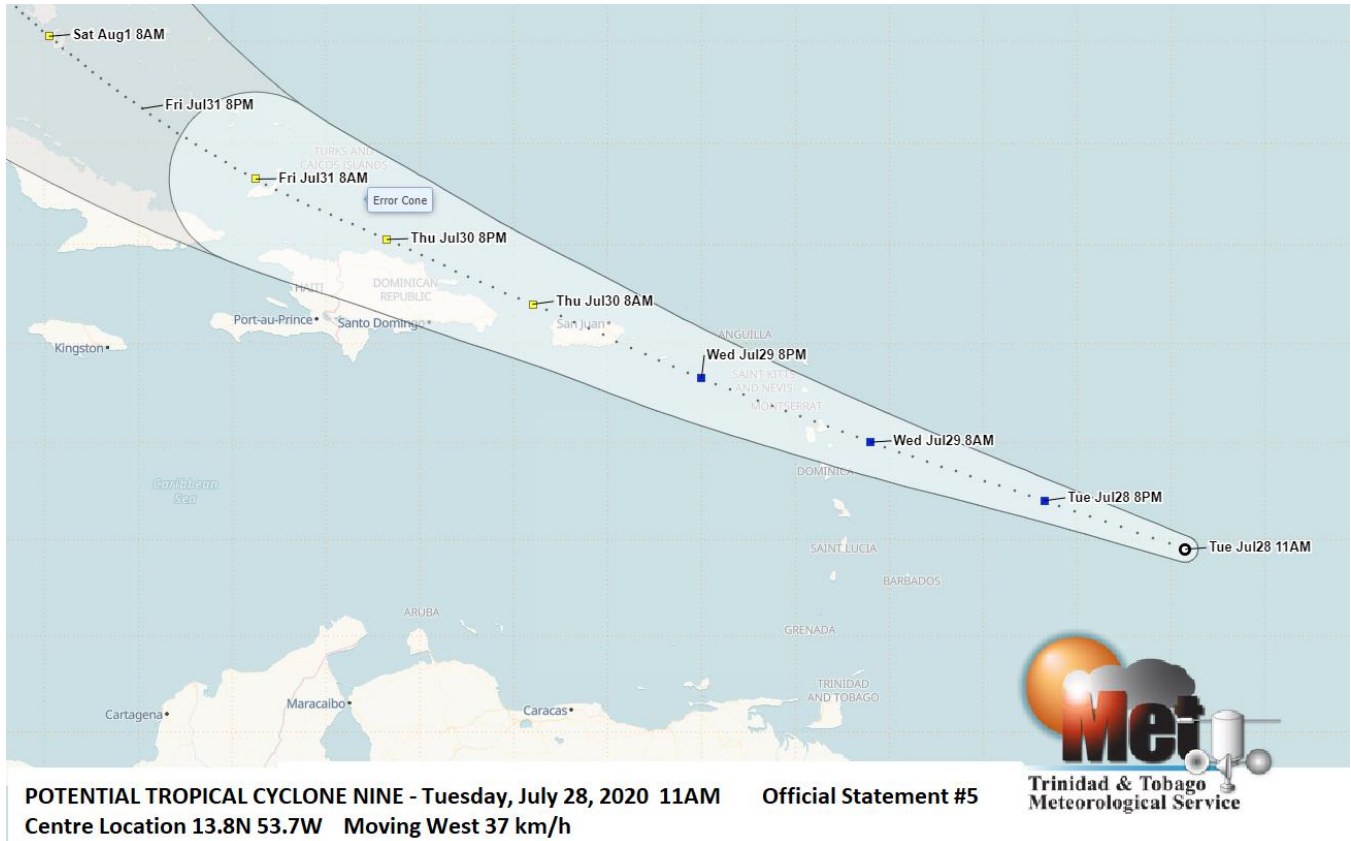 Sat Aug1 8AM
Fri Jul31 8PM
TURKS AND
CAICOS ISLANDS
Fri Jul31 8AM
Error Cone
Thu Jul30 8PM
HAITI
DOMINICAN
REPUBLIC
Thu Jul30 8AM
Port-au-Prince
Santo Domingo
San Juan
Kingston
ANGUILLA
Wed Jul29 8PM
SAINT KITTS
AND NEVIS
MONTSERRAT
Wed Jul29 8AM
DOMINICA
Caribbean
Sea
Tue Jul28 8PM
SAINT LUCIA
Tue Jul28 11AM
BARBADOS
ARUBA
GRENADA
TRINIDAD
AND TOBAGO
Maracaibo
Caracas
Cartagena
Met
Trinidad & Tobago
Meteorological Service
POTENTIAL TROPICAL CYCLONE NINE - Tuesday, July 28, 2020 11AM Official Statement #5
Centre Location 13.8N 53.7W Moving West 37 km/h